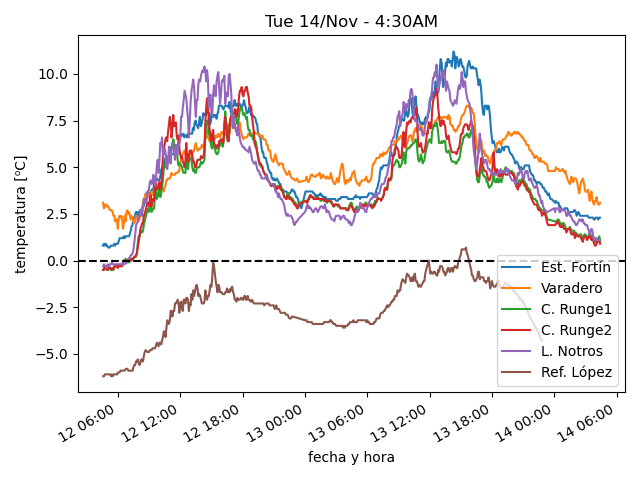 Tue 14/Nov - 4:30AM
temperatura [ºC]
10.0
7.5
5.0
2.5
0.0
−2.5
−5.0
Est. Fortín
Varadero
C. Runge1
C. Runge2
L. Notros
Ref. López
12 06:00
12 12:00
12 18:00
13 00:00
13 06:00
13 12:00
13 18:00
14 00:00
14 06:00
fecha y hora